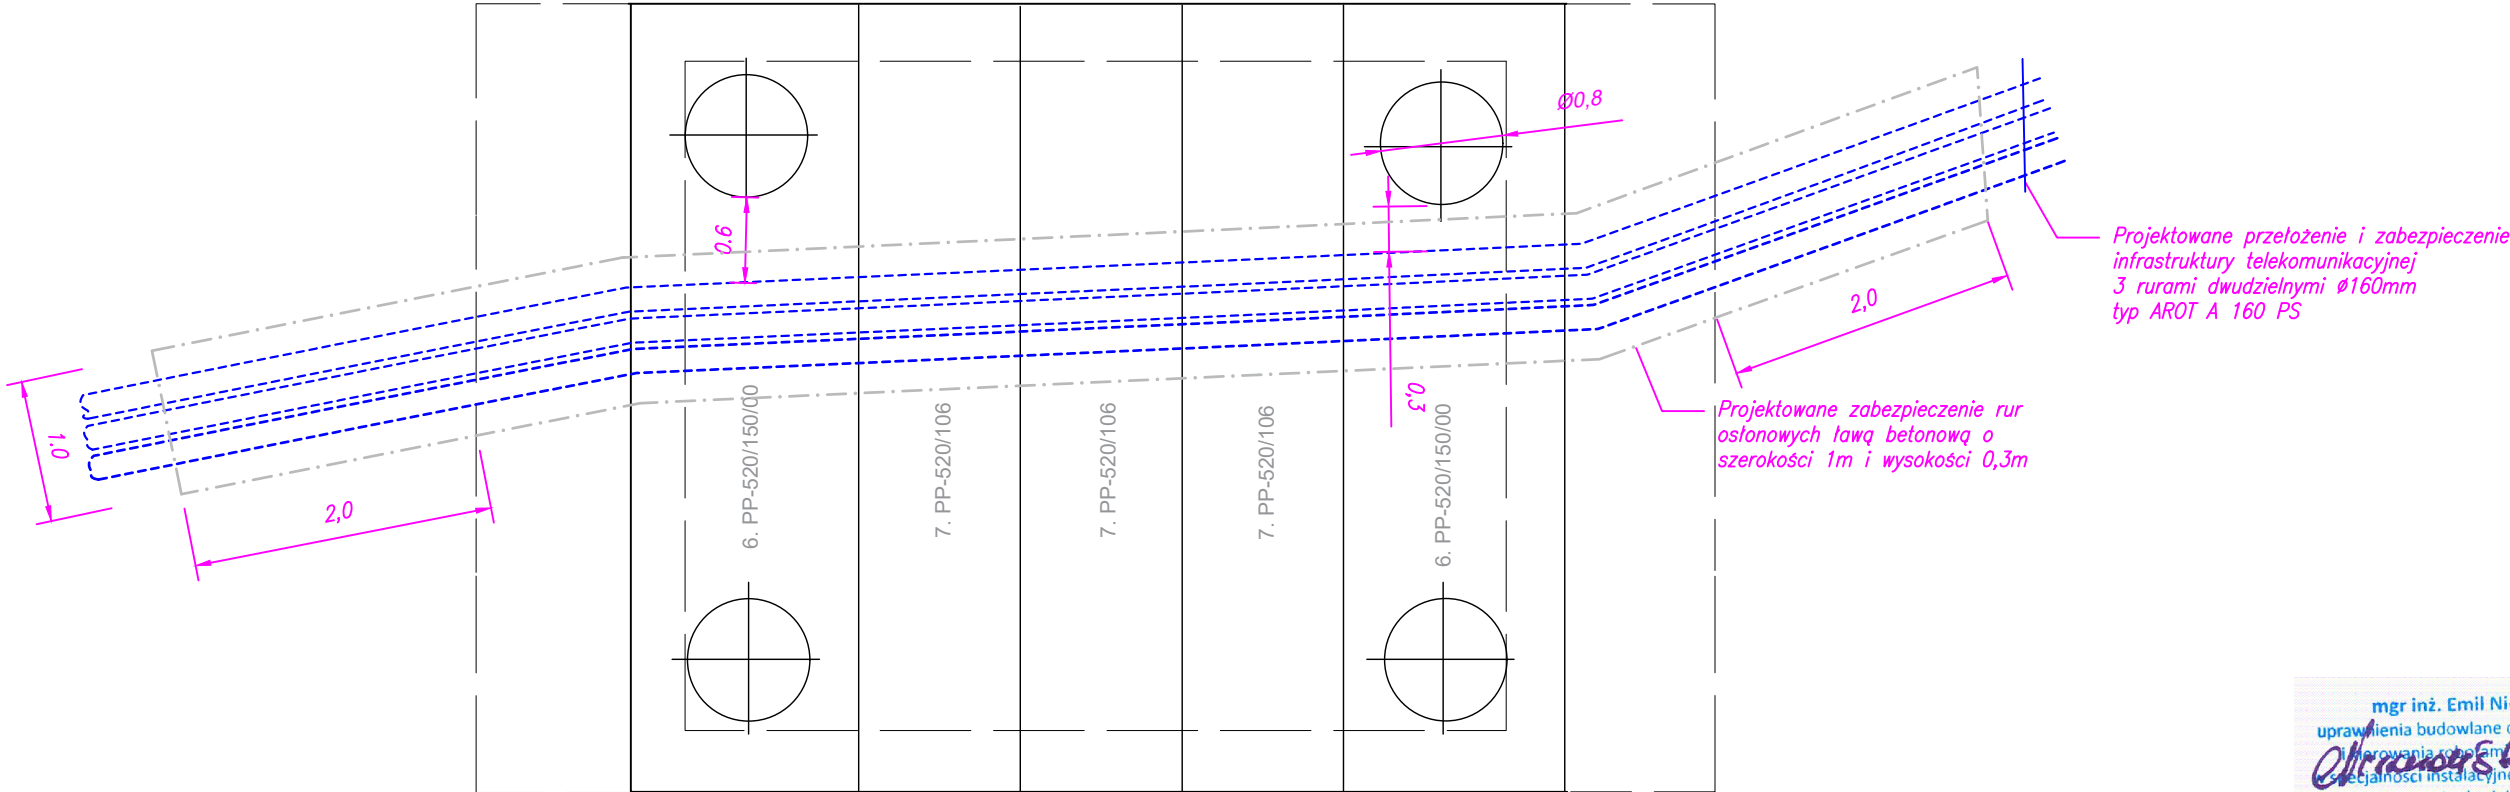 Ø0,8
0,6
Projektowane przełożenie i zabezpieczenie
infrastruktury telekomunikacyjnej
3 rurami dwudzielnymi Ø160mm
typ AROT A 160 PS
2,0
0,3
Projektowane zabezpieczenie rur
osłonowych ławą betonową o
szerokości 1m i wysokości 0,3m
1,0
2,0
6. PP-520/150/00
7. PP-520/106
7. PP-520/106
7. PP-520/106
6. PP-520/150/00
mgr inż. Emil
uprawnienia budowlane
i kierowania robotami
w specjalności